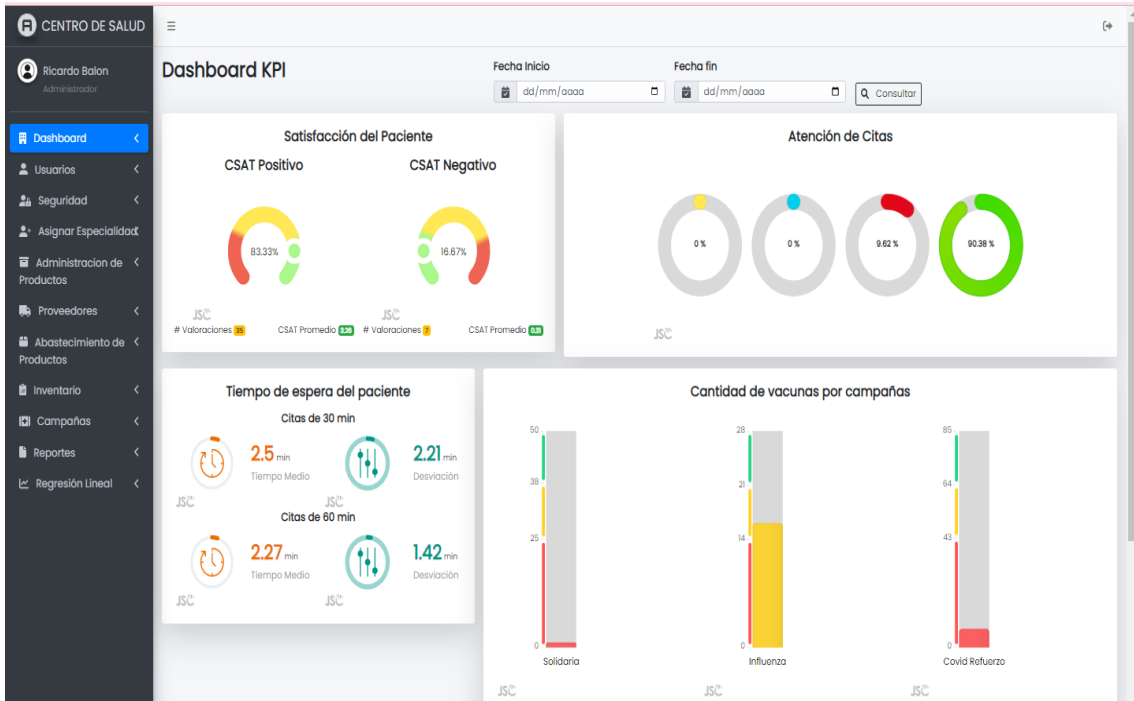 CENTRO DE SALUD
Ricardo Balon
Administrador
Dashboard
Usuarios
Seguridad
Asignar Especialidad
Administracion de
Productos
Proveedores
Abastecimiento de
Productos
Inventario
Campañas
Reportes
Regresión Lineal
Dashboard KPI
Fecha Inicio
dd/mm/aaaa
Fecha fin
dd/mm/aaaa
Consultar
Satisfacción del Paciente
CSAT Positivo
CSAT Negativo
83.33%
16.67%
JSC
JSC
# Valoraciones 35
CSAT Promedio
# Valoraciones 7
CSAT Promedio
Atención de Citas
0 %
0 %
9.62 %
90.38 %
JSC
Tiempo de espera del paciente
Citas de 30 min
2.5 min
Tiempo Medio
2.21 min
Desviación
JSC
JSC
Citas de 60 min
2.27 min
Tiempo Medio
1.42 min
Desviación
JSC
JSC
Cantidad de vacunas por campañas
50
38
25
0
Solidaria
28
21
14
0
Influenza
85
64
43
0
Covid Refuerzo
JSC
JSC
JSC